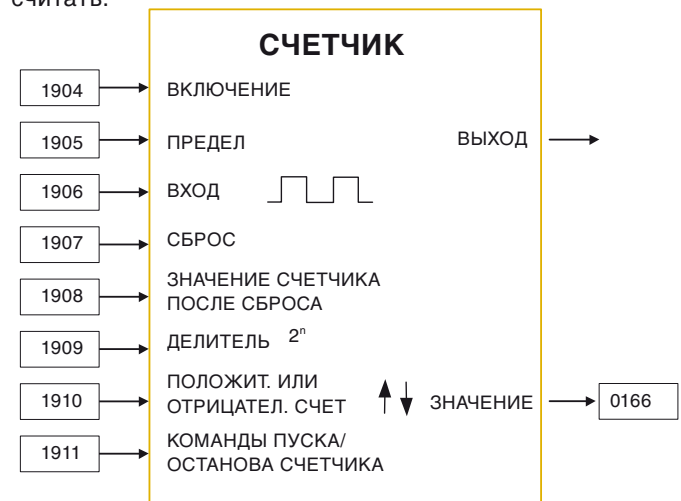 считать.
СЧЕТЧИК
1904 ВКЛЮЧЕНИЕ
1905 ПРЕДЕЛ ВЫХОД
1906 ВХОД
1907 СБРОС
1908 ЗНАЧЕНИЕ СЧЕТЧИКА
ПОСЛЕ СБРОСА
1909 ДЕЛИТЕЛЬ 2ⁿ
1910 ПОЛОЖИТ. ИЛИ
ОТРИЦАТЕЛ. СЧЕТ ЗНАЧЕНИЕ 0166
1911 КОМАНДЫ ПУСКА/
ОСТАНОВА СЧЕТЧИКА